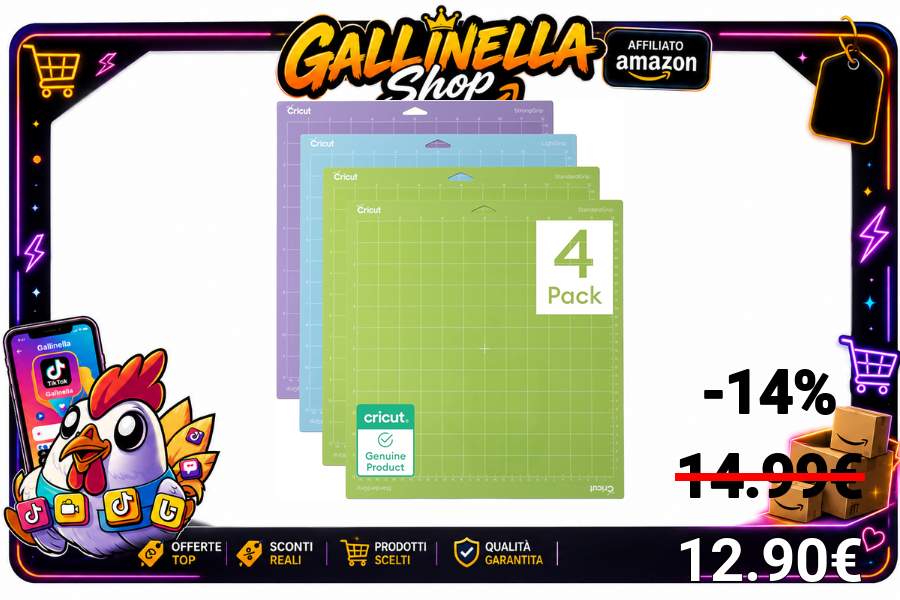 GALLINELLA
Shop
AFFILIATO
amazon
Cricut
StrongGrip
Cricut
LightGrip
Cricut
StandardGrip
Cricut
StandardGrip
4
Pack
Gallinella
TikTok
Gallinella
cricut
Genuine
Product
StandardGrip
Cricut
-14%
14.99€
12.90€
OFFERTE
TOP
SCONTI
REALI
PRODOTTI
SCELTI
QUALITÀ
GARANTITA